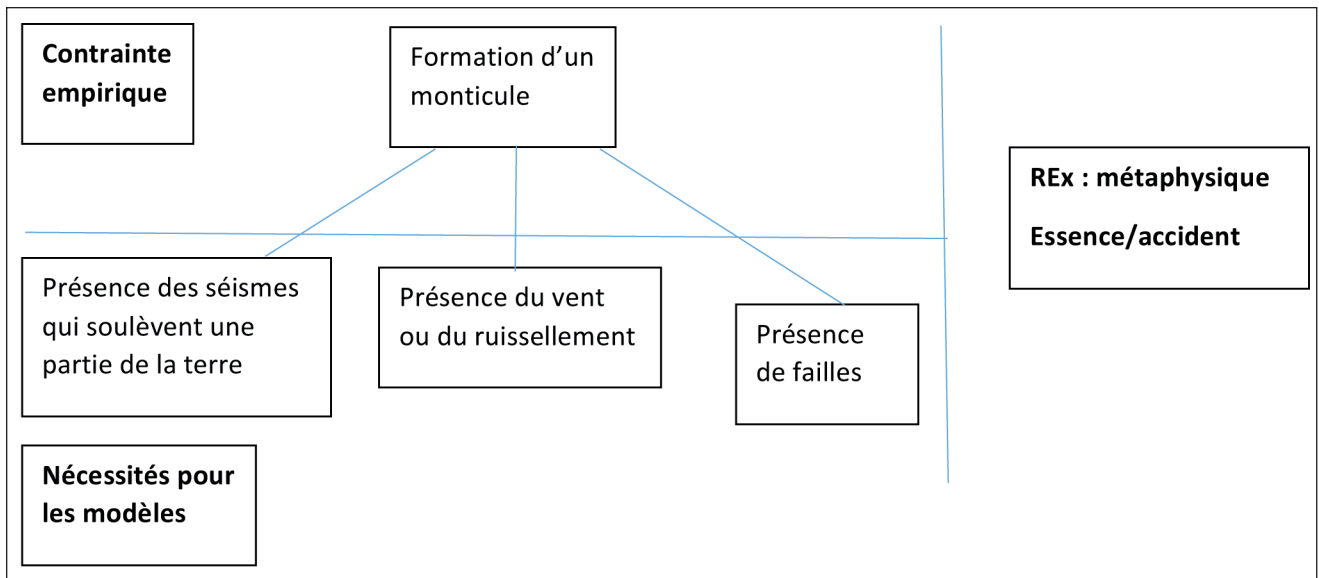 Contrainte
empirique
Formation d’un
monticule
REx : métaphysique
Essence/accident
Présence des séismes
qui soulèvent une
partie de la terre
Présence du vent
ou du ruissellement
Présence
de failles
Nécessités pour
les modèles